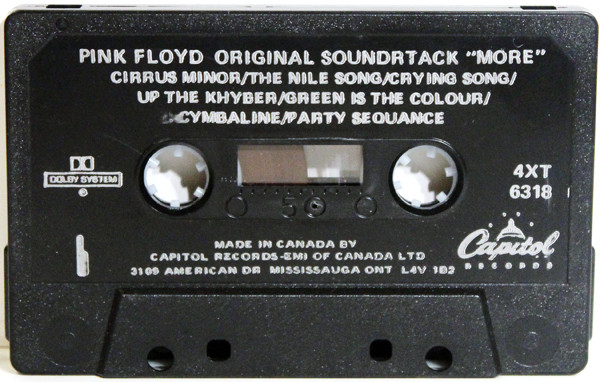 PINK FLOYD ORIGINAL SOUNDRTACK "MORE"
CIRRUS MINOR/THE NILE SONG/CRYING SONG/
UP THE KHYBER/GREEN IS THE COLOUR/
CYMBALINE/PARTY SEQUANCE
DOLBY SYSTEM
®
4XT
6318
50
1
MADE IN CANADA BY
CAPITOL RECORDS-EMI OF CANADA LTD
3109 AMERICAN DR MISSISSAUGA ONT L4V 1B2
Capitol
RECORDS